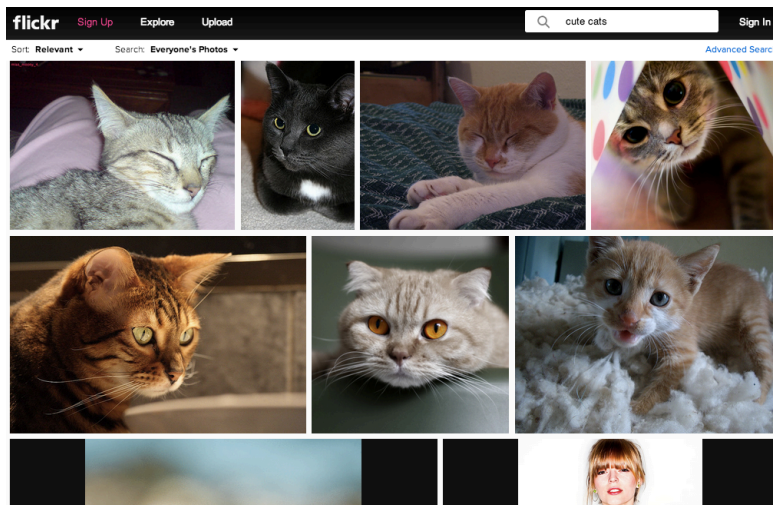 flickr Sign Up Explore Upload cute cats Sign In
Sort: Relevant Search: Everyone's Photos Advanced Searc